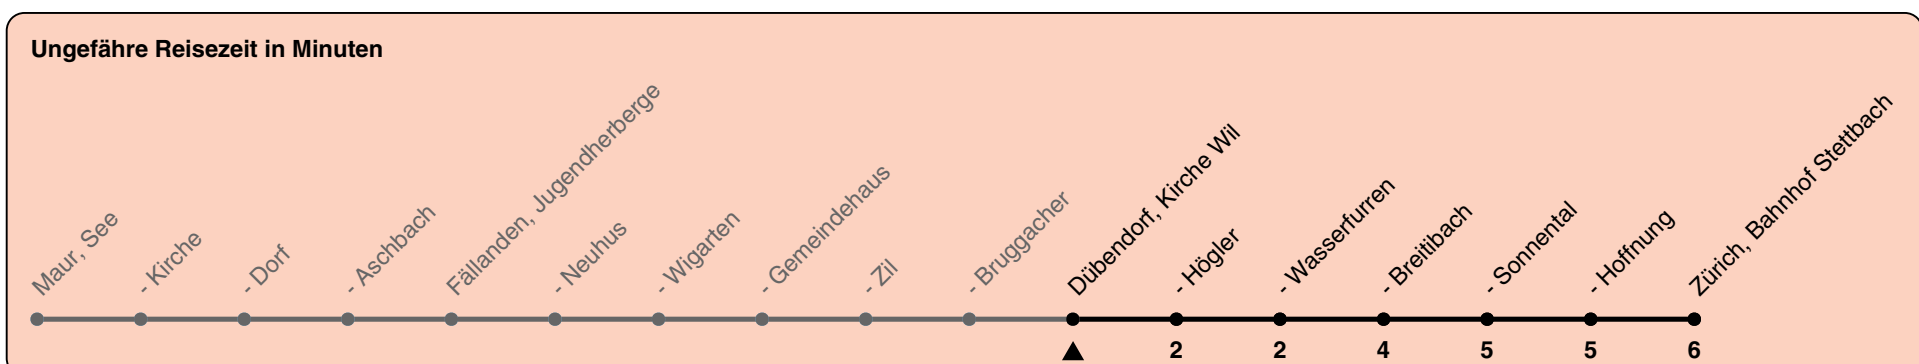 Ungefähre Reisezeit in Minuten
Maur, See
- Kirche
- Dorf
- Aschbach
Fällanden, Jugendherberge
- Neuhus
- Wigarten
- Gemeindehaus
- Zil
- Bruggacher
Dübendorf, Kirche Wil
- Högler
- Wasserfurren
- Breitibach
- Sonnental
- Hoffnung
Zürich, Bahnhof Stettbach
2 2 4 5 5 6